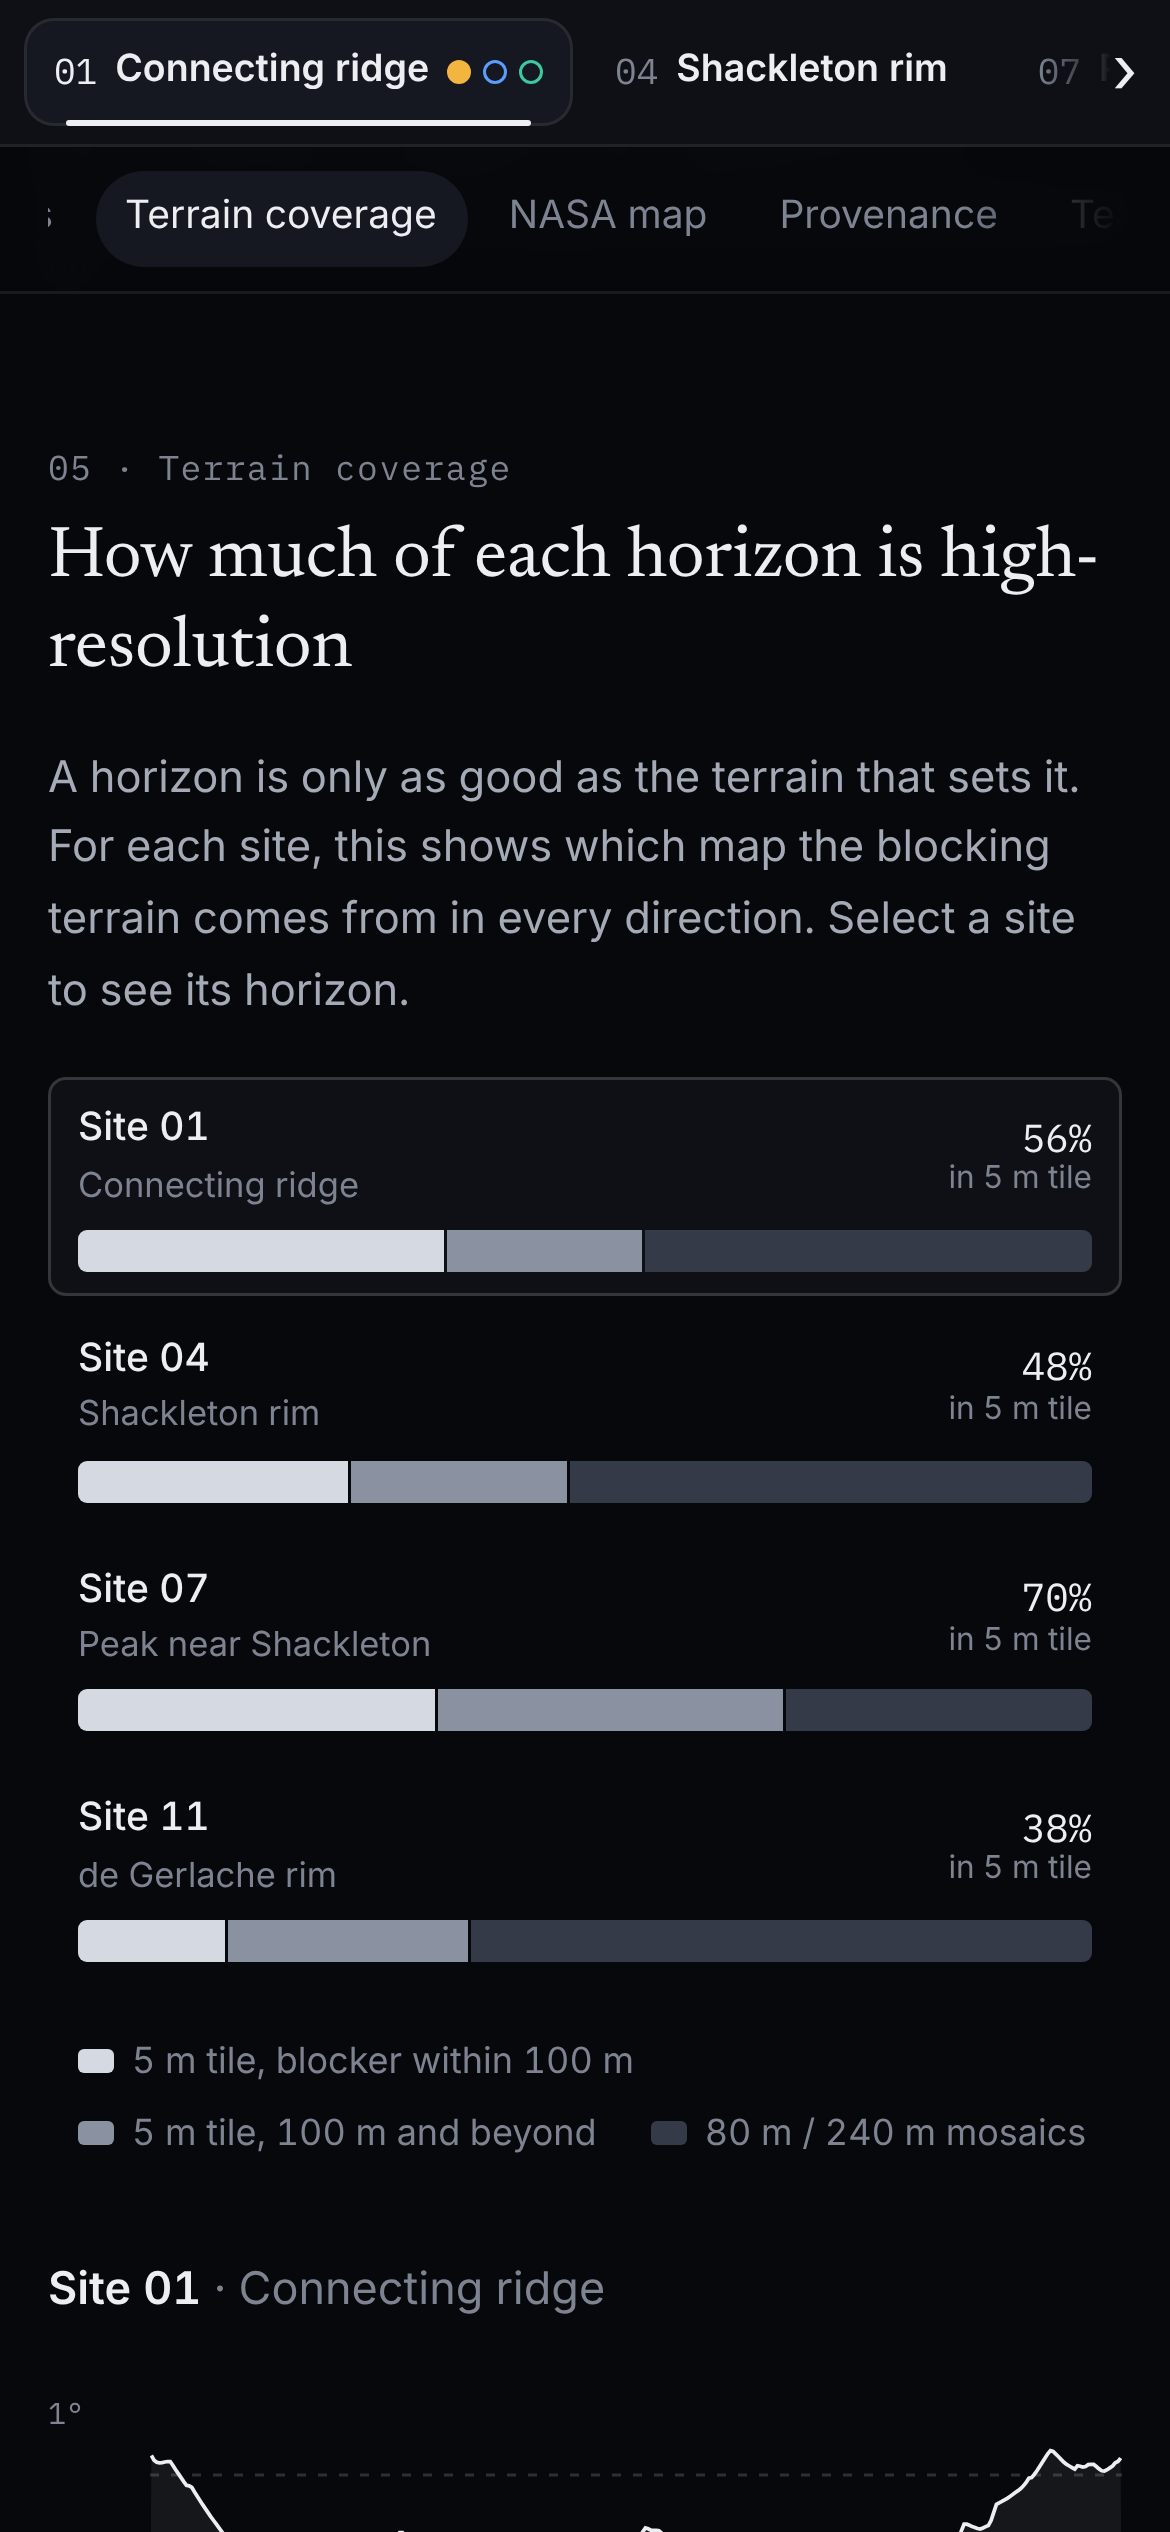 01 Connecting ridge 04 Shackleton rim 07
Terrain coverage NASA map Provenance Te
05 · Terrain coverage
How much of each horizon is high-
resolution
A horizon is only as good as the terrain that sets it.
For each site, this shows which map the blocking
terrain comes from in every direction. Select a site
to see its horizon.
Site 01
56%
Connecting ridge
in 5 m tile
Site 04
48%
Shackleton rim
in 5 m tile
Site 07
70%
Peak near Shackleton
in 5 m tile
Site 11
38%
de Gerlache rim
in 5 m tile
5 m tile, blocker within 100 m
5 m tile, 100 m and beyond 80 m / 240 m mosaics
Site 01 · Connecting ridge
1°